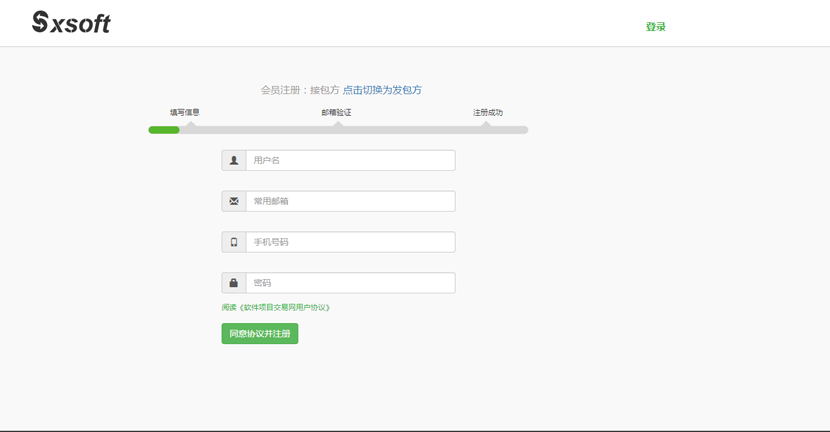 Sxsoft
登录
会员注册：接包方 点击切换为发包方
填写信息 邮箱验证 注册成功
用户名
常用邮箱
手机号码
密码
阅读《软件项目交易网用户协议》
同意协议并注册